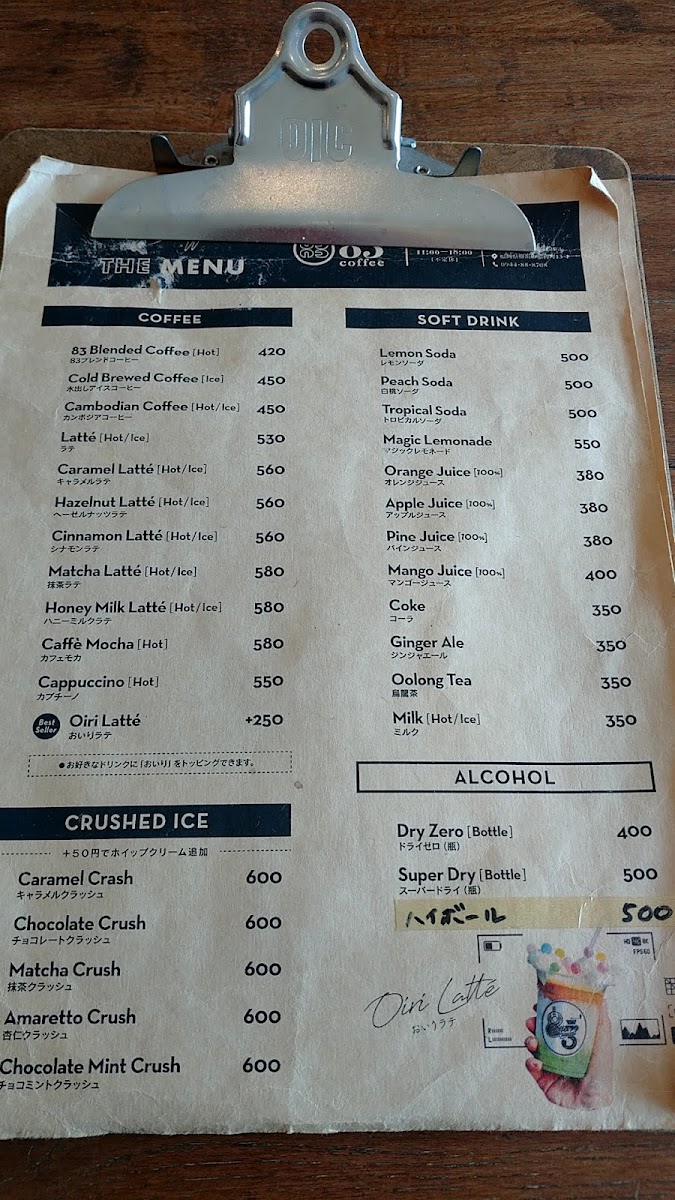 DIC
THE MENU
83
coffee
11:00-18:00
COFFEE
83 Blended Coffee [Hot] 420
83ブレンドコーヒー
Cold Brewed Coffee [Ice] 450
水出しアイスコーヒー
Cambodian Coffee [Hot/Ice] 450
カンボジアコーヒー
Latté [Hot/Ice] 530
ラテ
Caramel Latté [Hot/Ice] 560
キャラメルラテ
Hazelnut Latté [Hot/Ice] 560
ヘーゼルナッツラテ
Cinnamon Latté [Hot/Ice] 560
シナモンラテ
Matcha Latté [Hot/Ice] 580
抹茶ラテ
Honey Milk Latté [Hot/Ice] 580
ハニーミルクラテ
Caffè Mocha [Hot] 580
カフェモカ
Cappuccino [Hot] 550
カプチーノ
Best Seller Oiri Latté +250
おいりラテ
●お好きなドリンクに「おいり」をトッピングできます。
CRUSHED ICE
+50円でホイップクリーム追加
Caramel Crash 600
キャラメルクラッシュ
Chocolate Crush 600
チョコレートクラッシュ
Matcha Crush 600
抹茶クラッシュ
Amaretto Crush 600
杏仁クラッシュ
Chocolate Mint Crush 600
チョコミントクラッシュ
SOFT DRINK
Lemon Soda 500
レモンソーダ
Peach Soda 500
白桃ソーダ
Tropical Soda 500
トロピカルソーダ
Magic Lemonade 550
マジックレモネード
Orange Juice [100%] 380
オレンジジュース
Apple Juice [100%] 380
アップルジュース
Pine Juice [100%] 380
パインジュース
Mango Juice [100%] 400
マンゴージュース
Coke 350
コーラ
Ginger Ale 350
ジンジャエール
Oolong Tea 350
烏龍茶
Milk [Hot/Ice] 350
ミルク
ALCOHOL
Dry Zero [Bottle] 400
ドライゼロ（瓶）
Super Dry [Bottle] 500
スーパードライ（瓶）
ハイボール 500
HD HC 8K
FPS60
Oiri Latté
おいりラテ